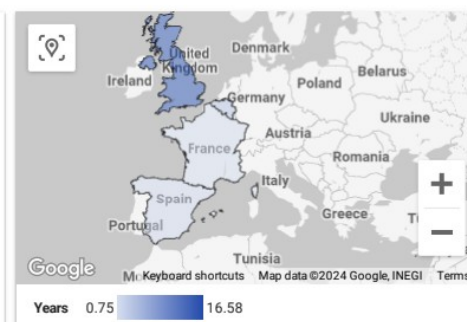 Denmark
United
Kingdom
Ireland
Belarus
Poland
Germany
Ukraine
Austria
France
Romania
Italy
Spain
Greece
Portugal
Tunisia
Google
Keyboard shortcuts Map data ©2024 Google, INEGI Terms
Years 0.75 16.58